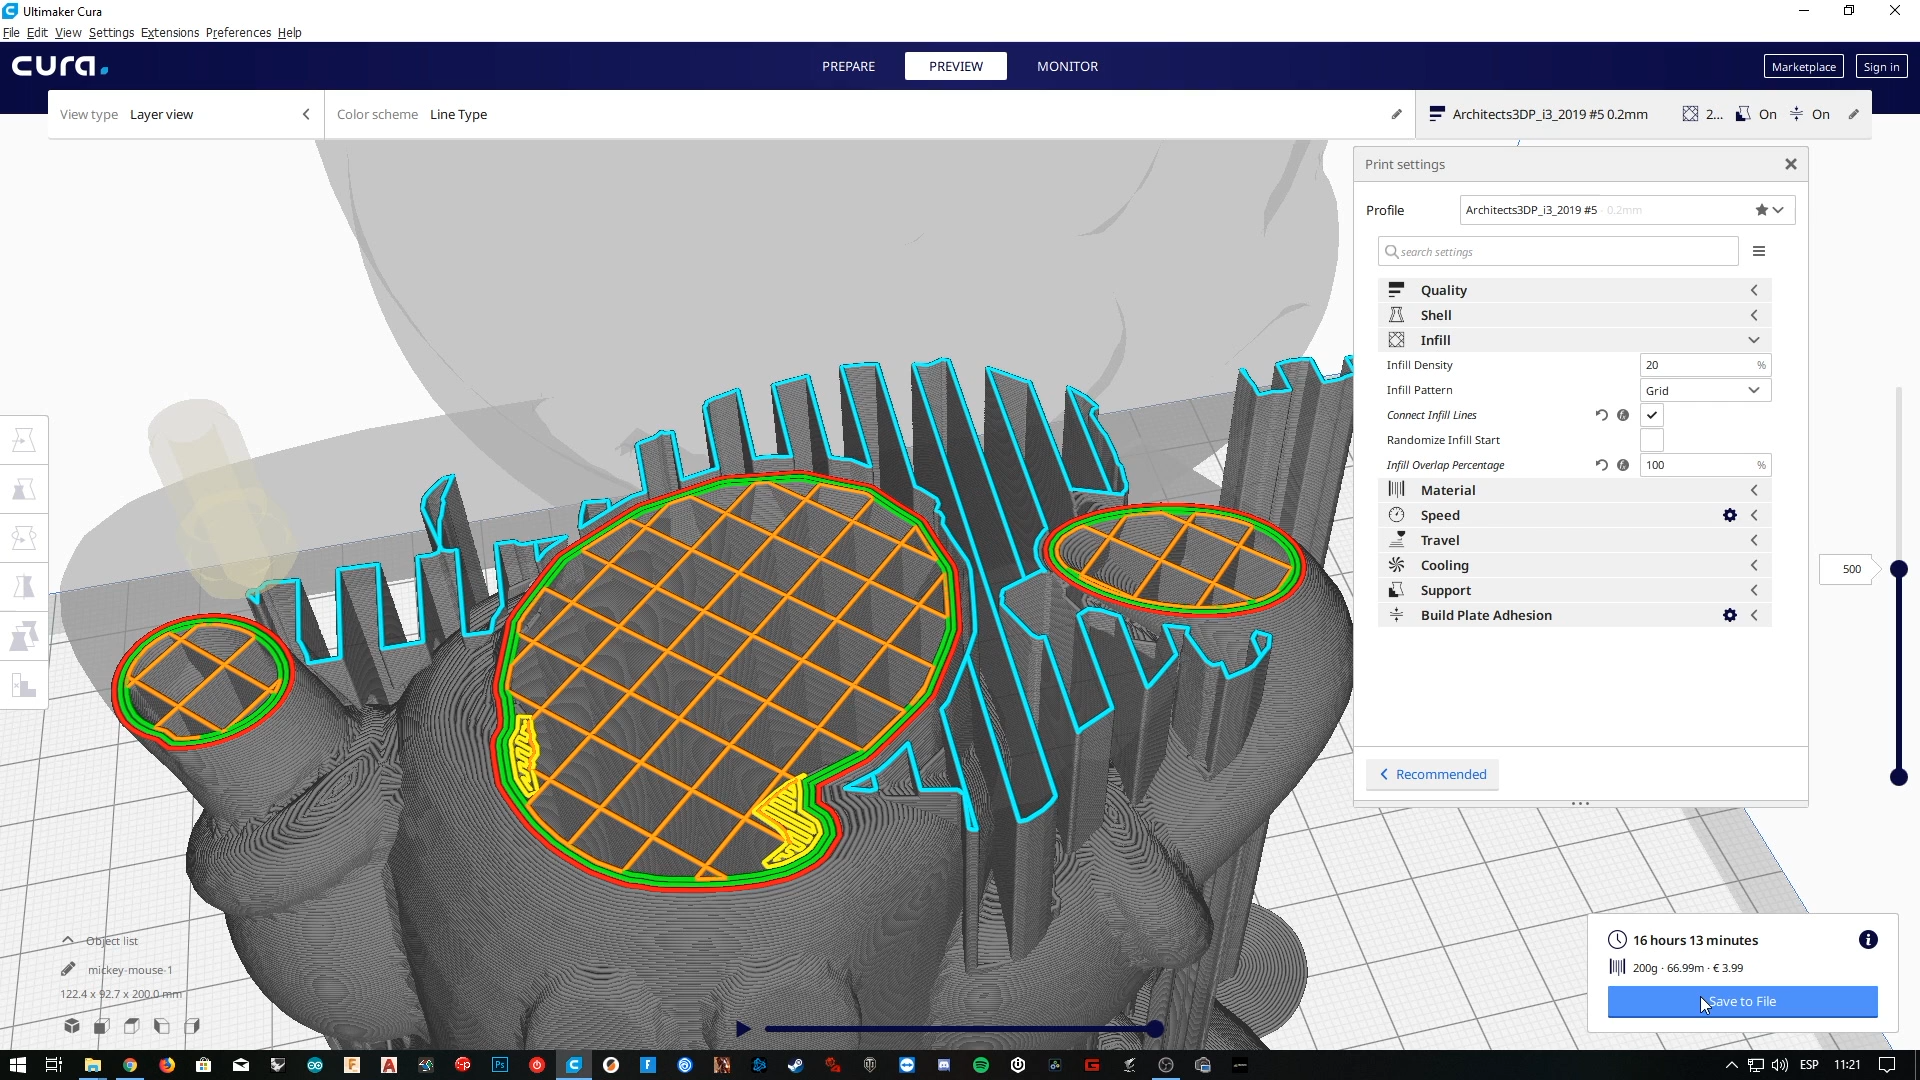 Ultimaker Cura
File Edit View Settings Extensions Preferences Help
cura.
PREPARE PREVIEW MONITOR
Marketplace Sign in
View type Layer view
Color scheme Line Type
Architects3DP_i3_2019 #5 0.2mm 2... On On
Print settings
Profile Architects3DP_i3_2019 #5 - 0.2mm
search settings
Quality
Shell
Infill
Infill Density 20 %
Infill Pattern Grid
Connect Infill Lines
Randomize Infill Start
Infill Overlap Percentage 100 %
Material
Speed
Travel
Cooling
Support
Build Plate Adhesion
500
Recommended
Object list
mickey-mouse-1
122.4 x 92.7 x 200.0 mm
16 hours 13 minutes
200g · 66.99m · € 3.99
Save to File
ESP 11:21